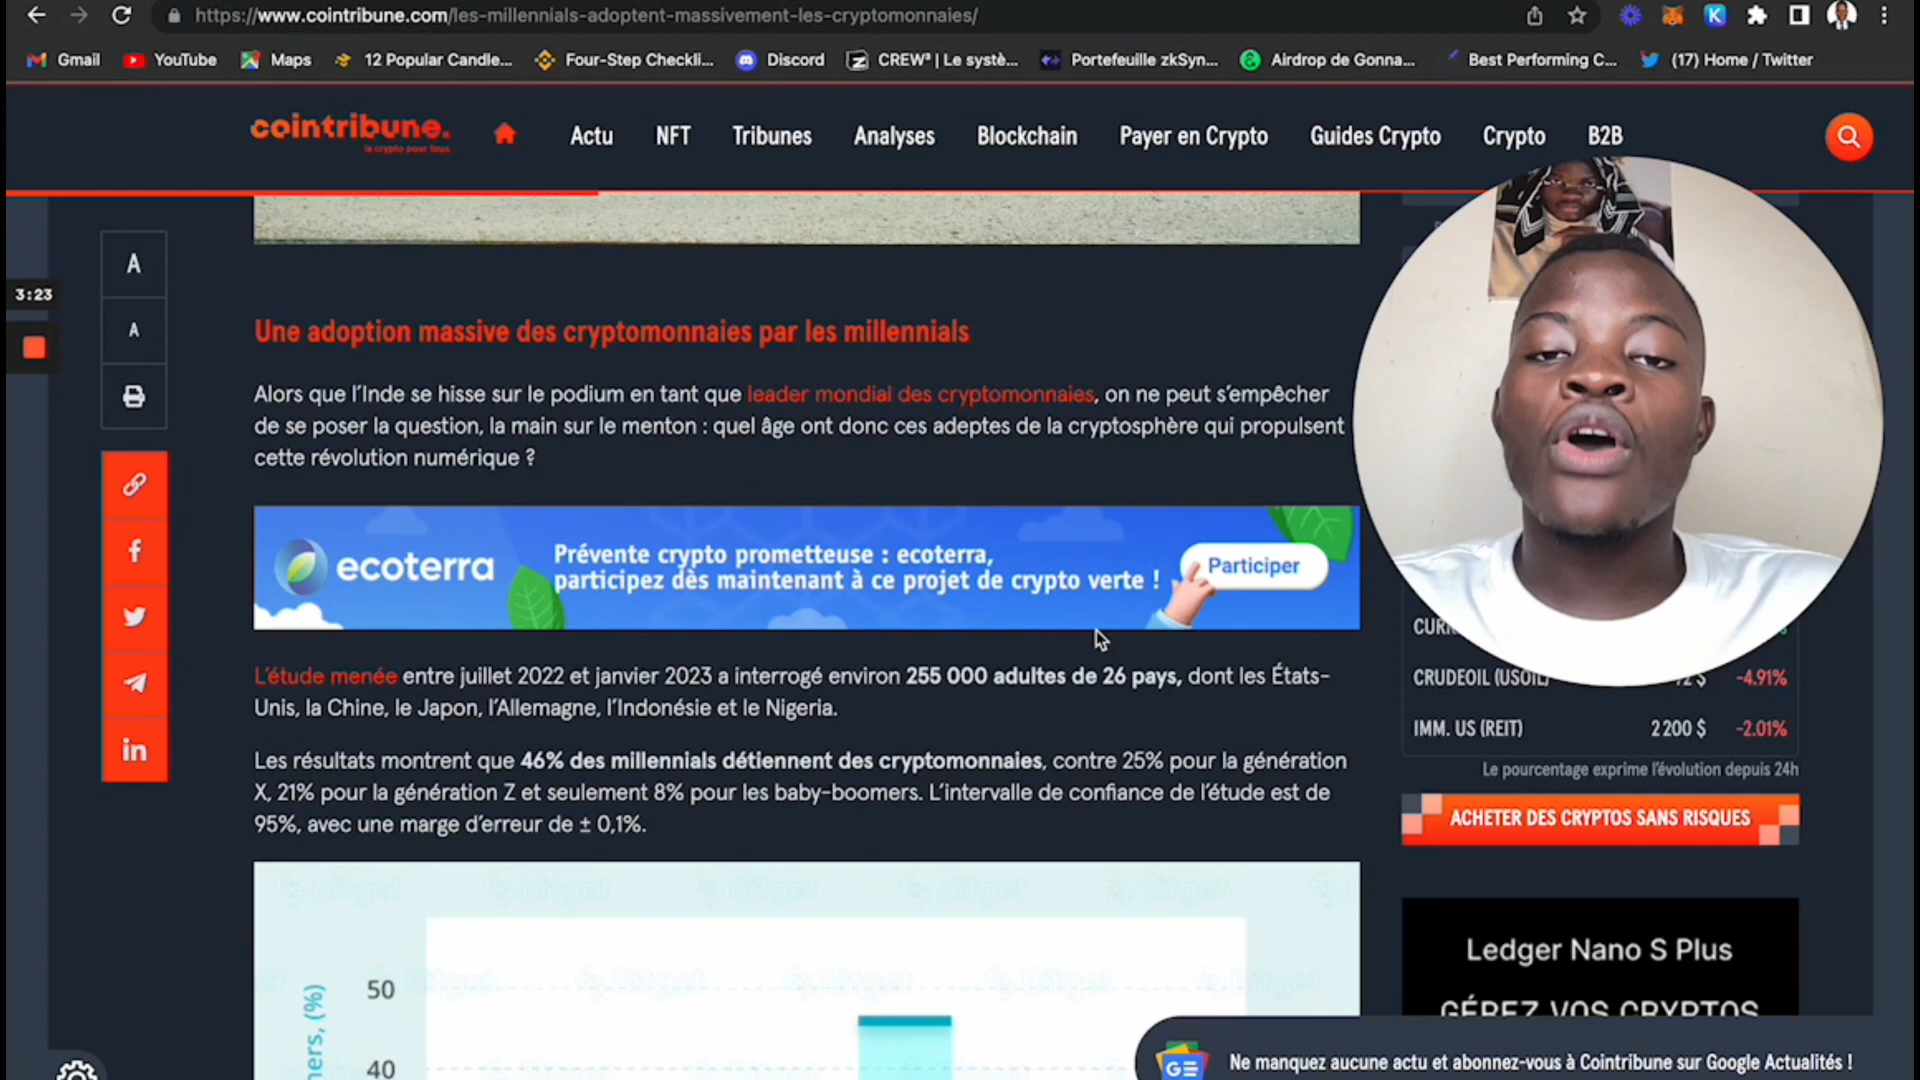 https://www.cointribune.com/les-millennials-adoptent-massivement-les-cryptomonnaies/
Gmail
YouTube
Maps
12 Popular Candle...
Four-Step Checkli...
Discord
CREW³ | Le systè...
Portefeuille zkSyn...
Airdrop de Gonna...
Best Performing C...
(17) Home / Twitter
cointribune.
la crypto pour tous
Actu
NFT
Tribunes
Analyses
Blockchain
Payer en Crypto
Guides Crypto
Crypto
B2B
A
A
3:23
Une adoption massive des cryptomonnaies par les millennials
Alors que l'Inde se hisse sur le podium en tant que leader mondial des cryptomonnaies, on ne peut s'empêcher
de se poser la question, la main sur le menton : quel âge ont donc ces adeptes de la cryptosphère qui propulsent
cette révolution numérique ?
ecoterra
Prévente crypto prometteuse : ecoterra,
participez dès maintenant à ce projet de crypto verte !
Participer
L'étude menée entre juillet 2022 et janvier 2023 a interrogé environ 255 000 adultes de 26 pays, dont les États-
Unis, la Chine, le Japon, l'Allemagne, l'Indonésie et le Nigeria.
Les résultats montrent que 46% des millennials détiennent des cryptomonnaies, contre 25% pour la génération
X, 21% pour la génération Z et seulement 8% pour les baby-boomers. L'intervalle de confiance de l'étude est de
95%, avec une marge d'erreur de ± 0,1%.
50
40
CRUDEOIL (USOIL
2 $
-4.91%
IMM. US (REIT)
2 200 $
-2.01%
Le pourcentage exprime l'évolution depuis 24h
ACHETER DES CRYPTOS SANS RISQUES
Ledger Nano S Plus
GÉREZ VOS CRYPTOS
GE
Ne manquez aucune actu et abonnez-vous à Cointribune sur Google Actualités !